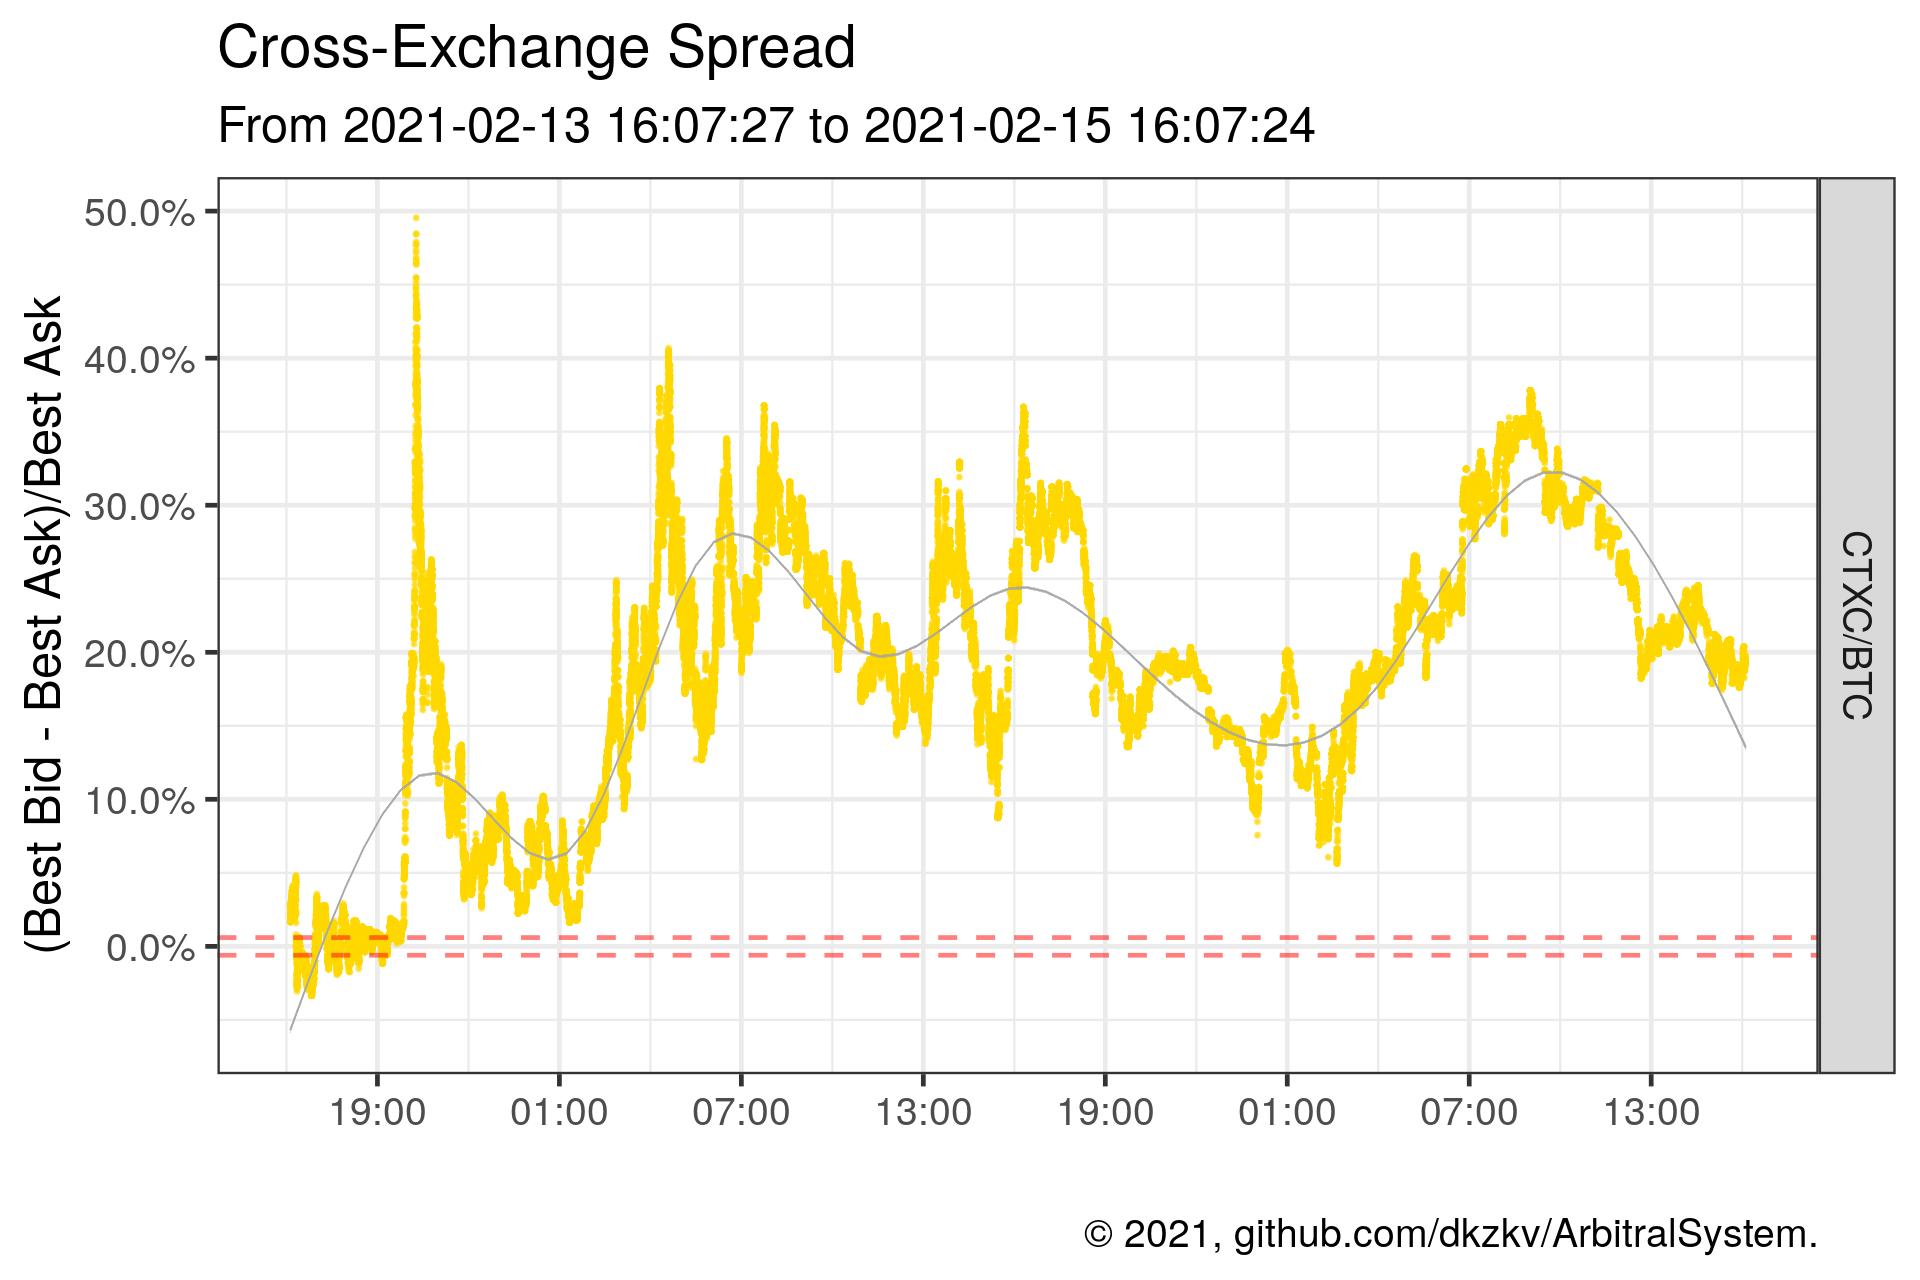 Cross-Exchange Spread
From 2021-02-13 16:07:27 to 2021-02-15 16:07:24
(Best Bid - Best Ask)/Best Ask
50.0%
40.0%
30.0%
20.0%
10.0%
0.0%
CTXC/BTC
19:00 01:00 07:00 13:00 19:00 01:00 07:00 13:00
© 2021, github.com/dkzkv/ArbitralSystem.